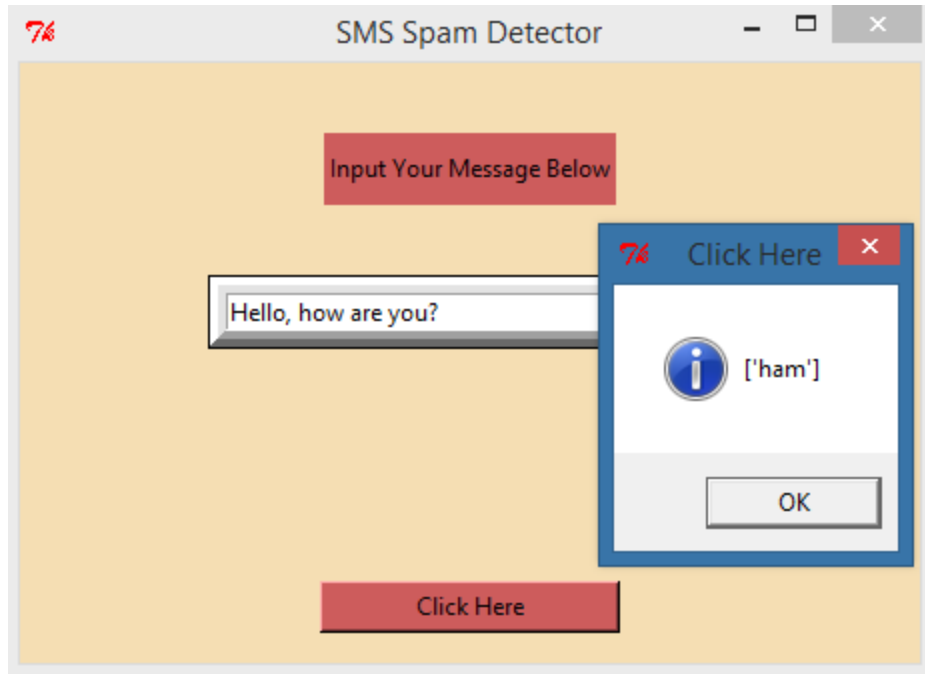 SMS Spam Detector
Input Your Message Below
Click Here
Hello, how are you?
['ham']
OK
Click Here